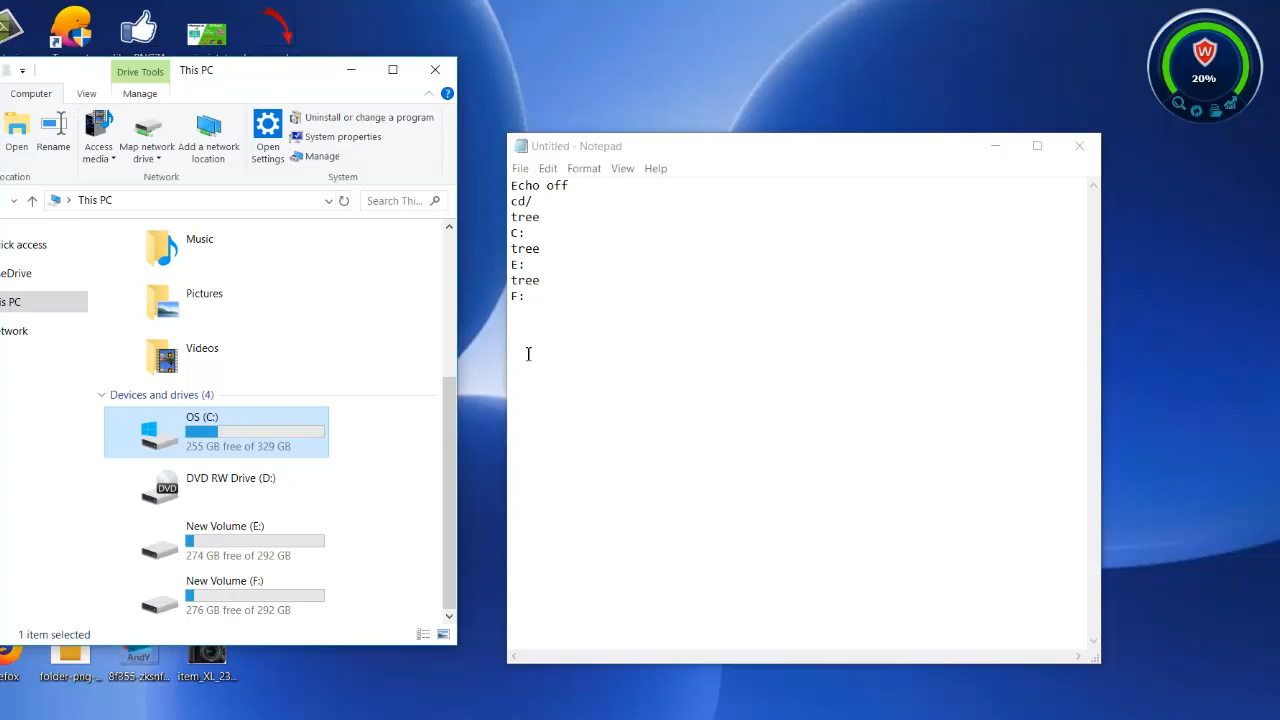 This PC
Drive Tools
Computer
View
Manage
Open
Rename
Access media
Map network drive
Add a network location
Open Settings
Uninstall or change a program
System properties
Manage
Network
System
This PC
Search Thi...
Music
Pictures
Videos
Devices and drives (4)
OS (C:)
255 GB free of 329 GB
DVD RW Drive (D:)
DVD
New Volume (E:)
274 GB free of 292 GB
New Volume (F:)
276 GB free of 292 GB
1 item selected
folder-png-...
8f355-zksnf...
item_XL_23...
AndY
Untitled - Notepad
File Edit Format View Help
Echo off
cd/
tree
C:
tree
E:
tree
F:
W
20%